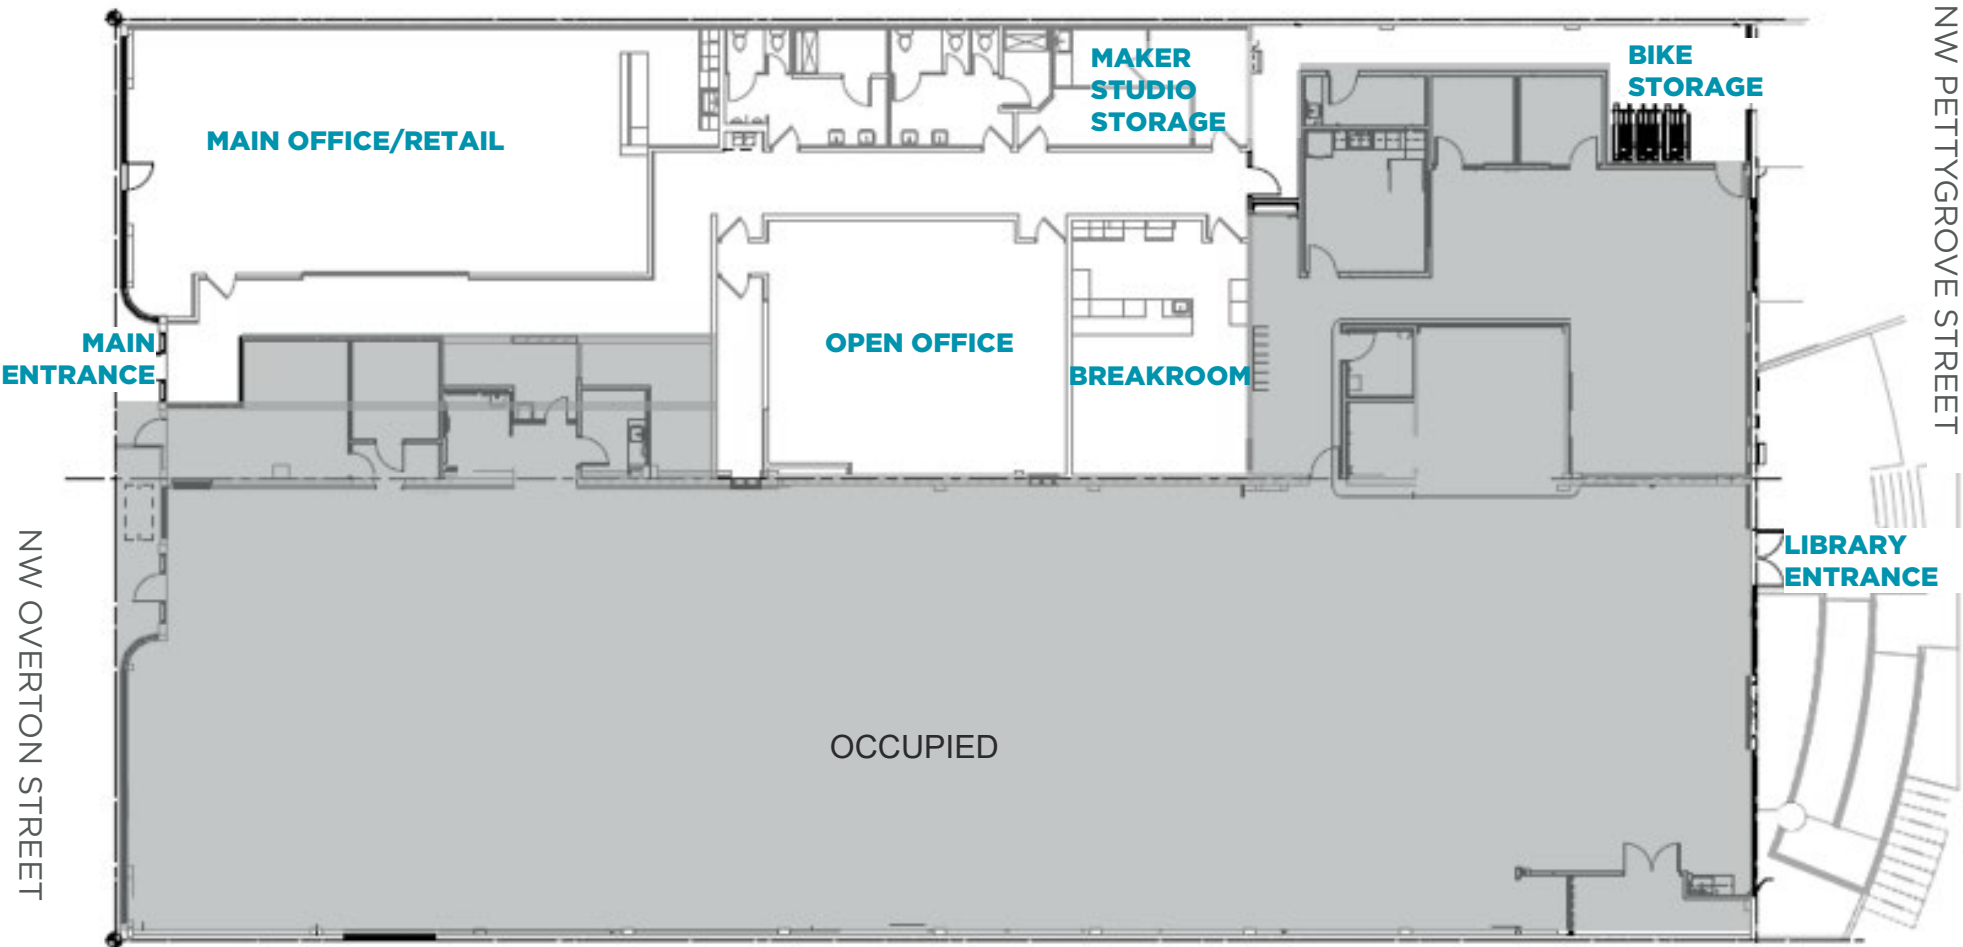 MAKER
STUDIO
STORAGE
BIKE
STORAGE
NW PETTYGROVE STREET
MAIN OFFICE/RETAIL
MAIN
ENTRANCE
OPEN OFFICE
BREAKROOM
LIBRARY
ENTRANCE
NW OVERTON STREET
OCCUPIED